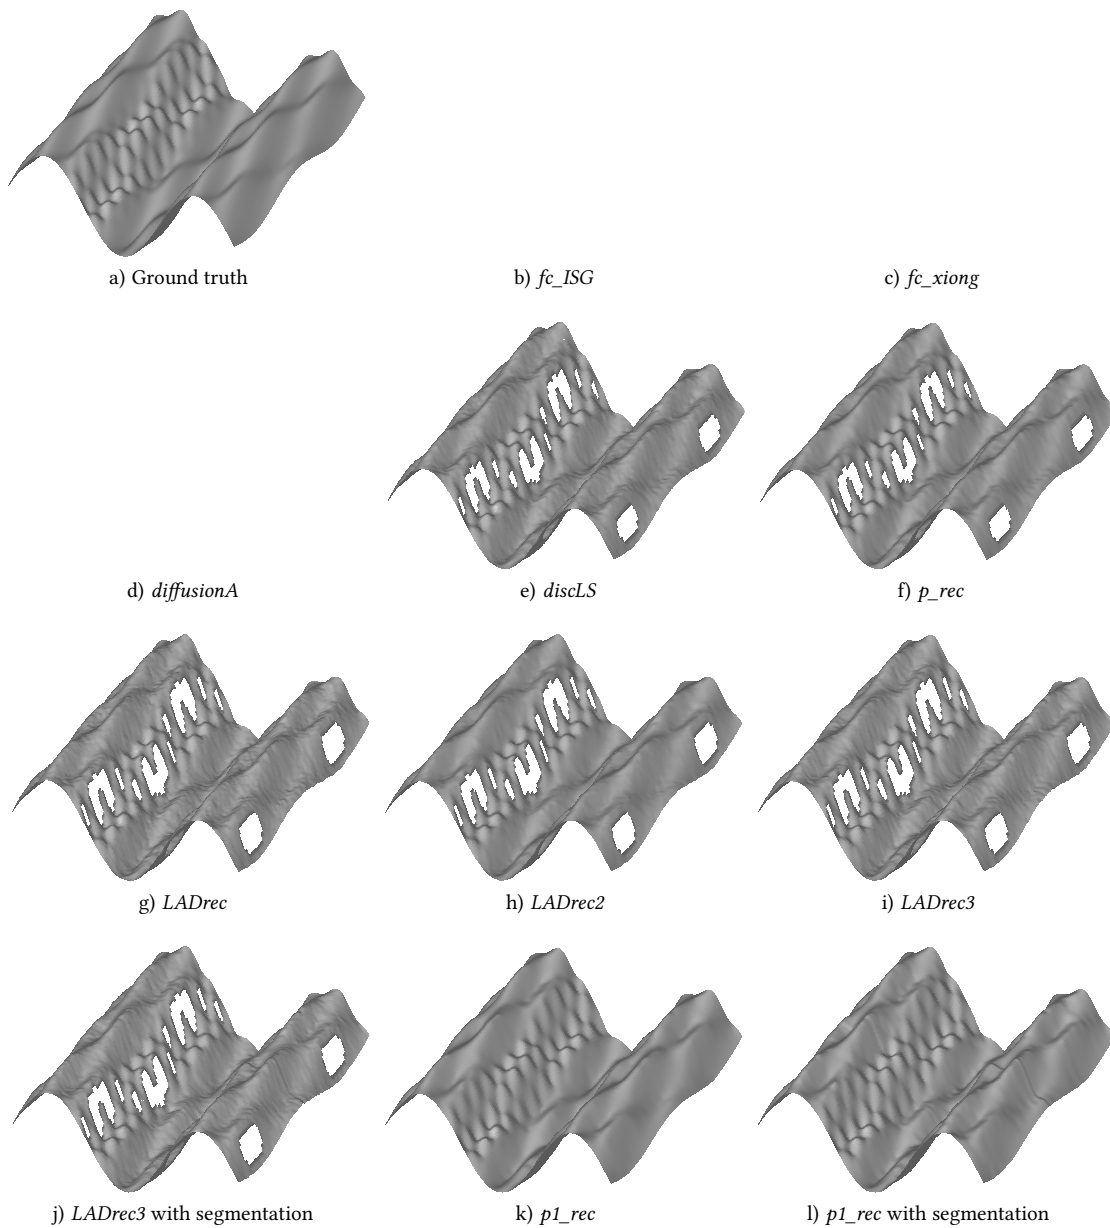 a) Ground truth
b) fc_ISG
c) fc_xiong
d) diffusionA
e) discLS
f) p_rec
g) LADrec
h) LADrec2
i) LADrec3
j) LADrec3 with segmentation
k) p1_rec
l) p1_rec with segmentation